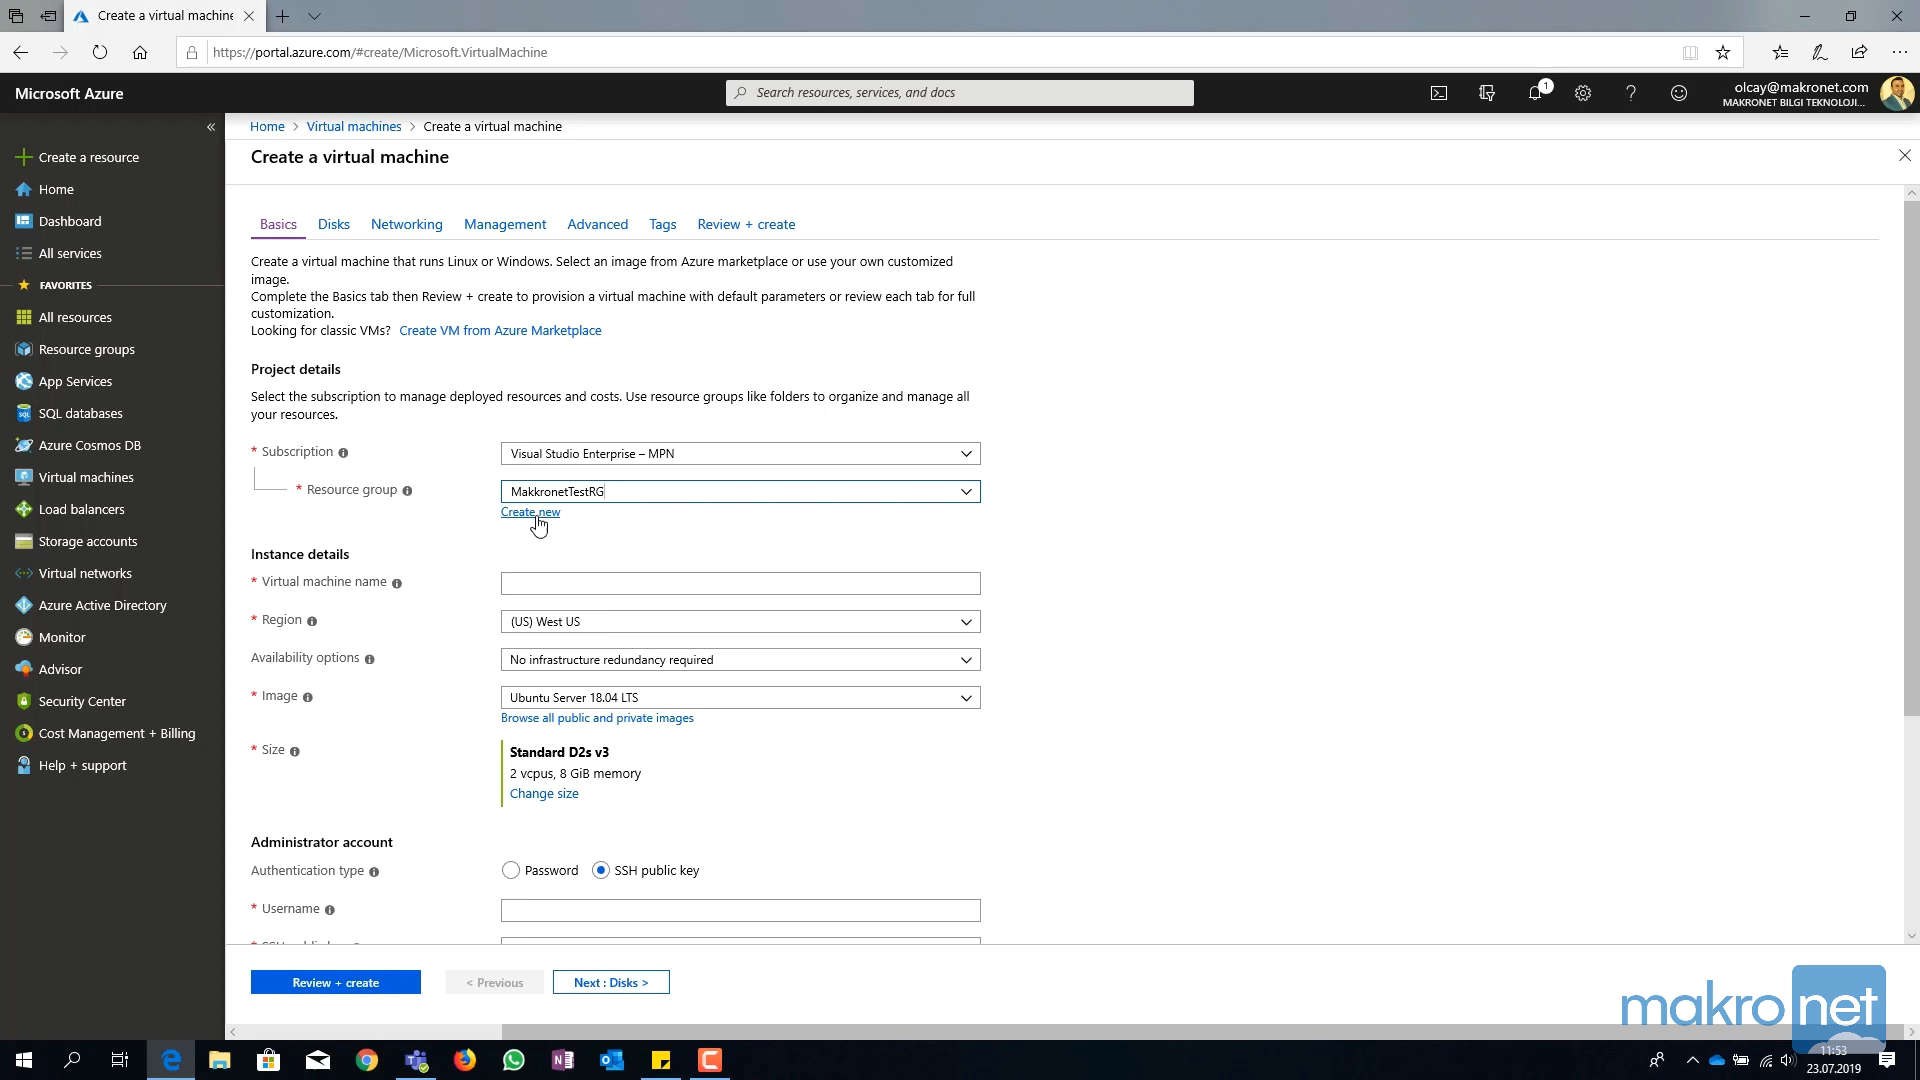 Create a virtual machine
https://portal.azure.com/#create/Microsoft.VirtualMachine
Microsoft Azure
Search resources, services, and docs
1
olcay@makronet.com
MAKRONET BILGI TEKNOLOJI...
Home > Virtual machines > Create a virtual machine
Create a virtual machine
Create a resource
Home
Dashboard
All services
FAVORITES
All resources
Resource groups
App Services
SQL databases
Azure Cosmos DB
Virtual machines
Load balancers
Storage accounts
Virtual networks
Azure Active Directory
Monitor
Advisor
Security Center
Cost Management + Billing
Help + support
Basics Disks Networking Management Advanced Tags Review + create
Create a virtual machine that runs Linux or Windows. Select an image from Azure marketplace or use your own customized
image.
Complete the Basics tab then Review + create to provision a virtual machine with default parameters or review each tab for full
customization.
Looking for classic VMs? Create VM from Azure Marketplace
Project details
Select the subscription to manage deployed resources and costs. Use resource groups like folders to organize and manage all
your resources.
* Subscription
Visual Studio Enterprise – MPN
* Resource group
MakkronetTestRG
Create new
Instance details
* Virtual machine name
* Region
(US) West US
Availability options
No infrastructure redundancy required
* Image
Ubuntu Server 18.04 LTS
Browse all public and private images
* Size
Standard D2s v3
2 vcpus, 8 GiB memory
Change size
Administrator account
Authentication type
Password SSH public key
* Username
Review + create
< Previous
Next : Disks >
makro net
11:53
23.07.2019